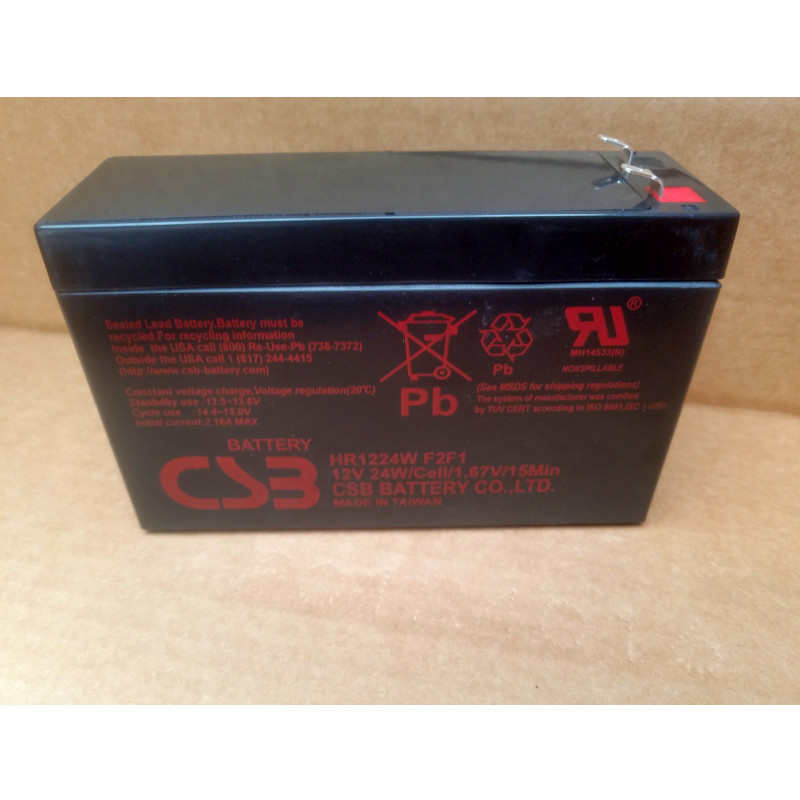 Sealed Lead Battery.Battery must be
recycled.For recycling information
Inside the USA call (800) Re-Use-Pb (738-7372)
Outside the USA call 1 (817) 244-4415
(http://www.csb-battery.com)
Constant voltage charge,Voltage regulation(20°C)
Standby use :13.5~13.8V
Cycle use :14.4~15.0V
Initial current:2.16A MAX.
Pb
Pb
RU®
MH14533(N)
NONSPILLABLE
(See MSDS for shipping regulations)
The system of manufacturer was certified
by TUV CERT according to ISO 9001,ISC
BATTERY
CSB
HR1224W F2F1
12V 24W/Cell/1.67V/15Min
CSB BATTERY CO.,LTD.
MADE IN TAIWAN